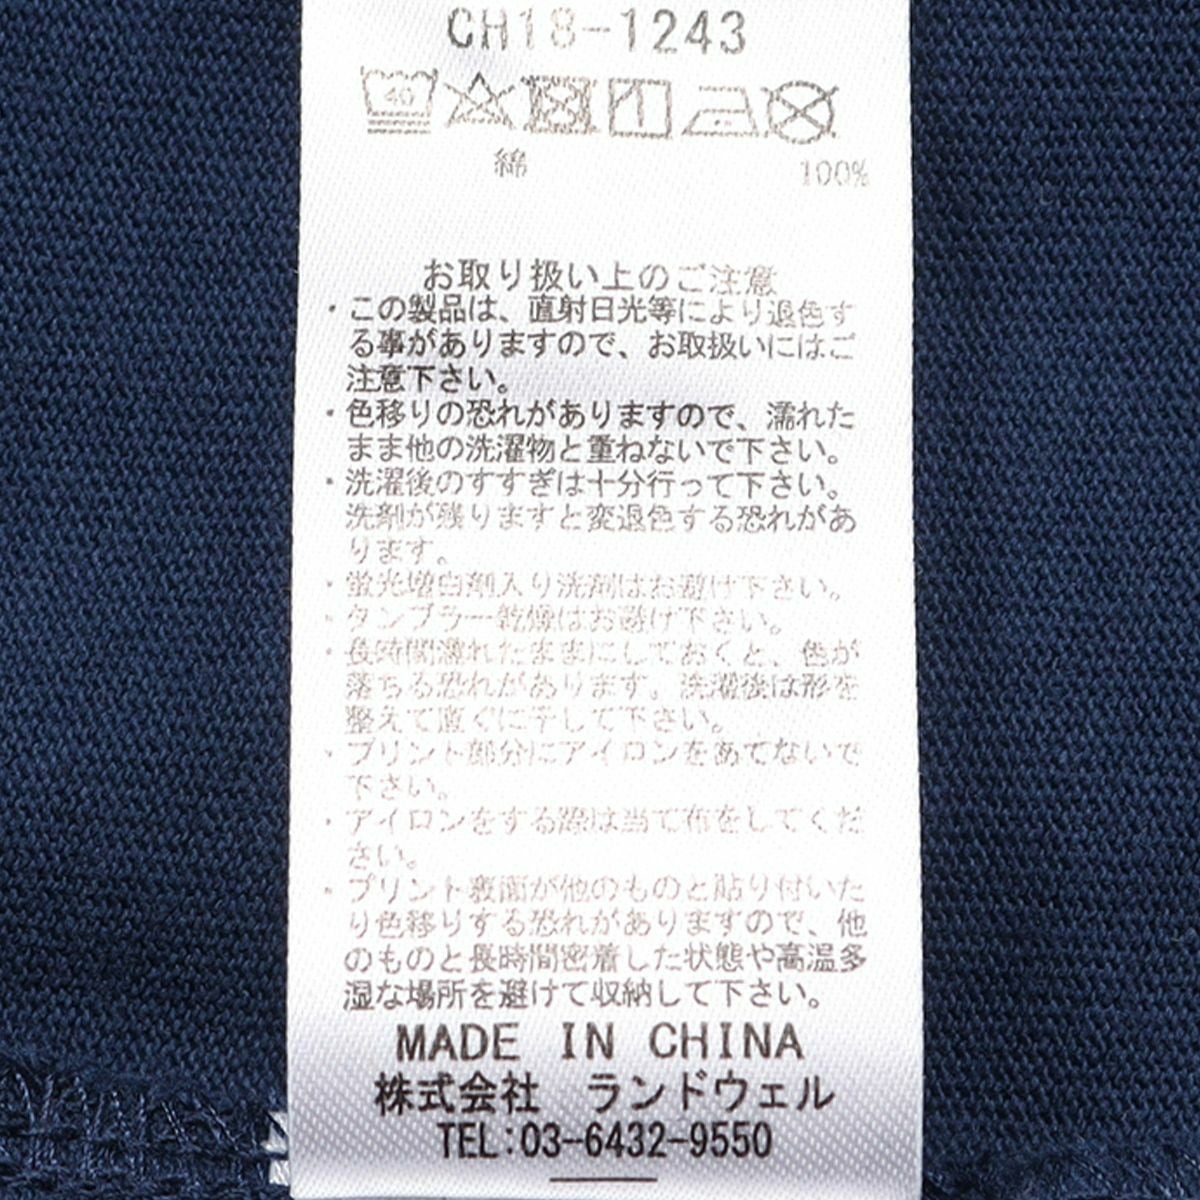 CH18-1243
40
綿 100%
お取り扱い上のご注意
・この製品は、直射日光等により退色す
る事がありますので、お取扱いにはご
注意下さい。
・色移りの恐れがありますので、濡れた
まま他の洗濯物と重ねないで下さい。
・洗濯後のすすぎは十分行って下さい。
洗剤が残りますと変退色する恐れがあ
ります。
・蛍光増白剤入り洗剤はお避け下さい。
・タンブラー乾燥はお避け下さい。
・長時間濡れたままにしておくと、色が
落ちる恐れがあります。洗濯後は形を
整えて直ぐに干して下さい。
・プリント部分にアイロンをあてないで
下さい。
・アイロンをする際は当て布をしてくだ
さい。
・プリント表面が他のものと貼り付いた
り色移りする恐れがありますので、他
のものと長時間密着した状態や高温多
湿な場所を避けて収納して下さい。
MADE IN CHINA
株式会社 ランドウェル
TEL:03-6432-9550